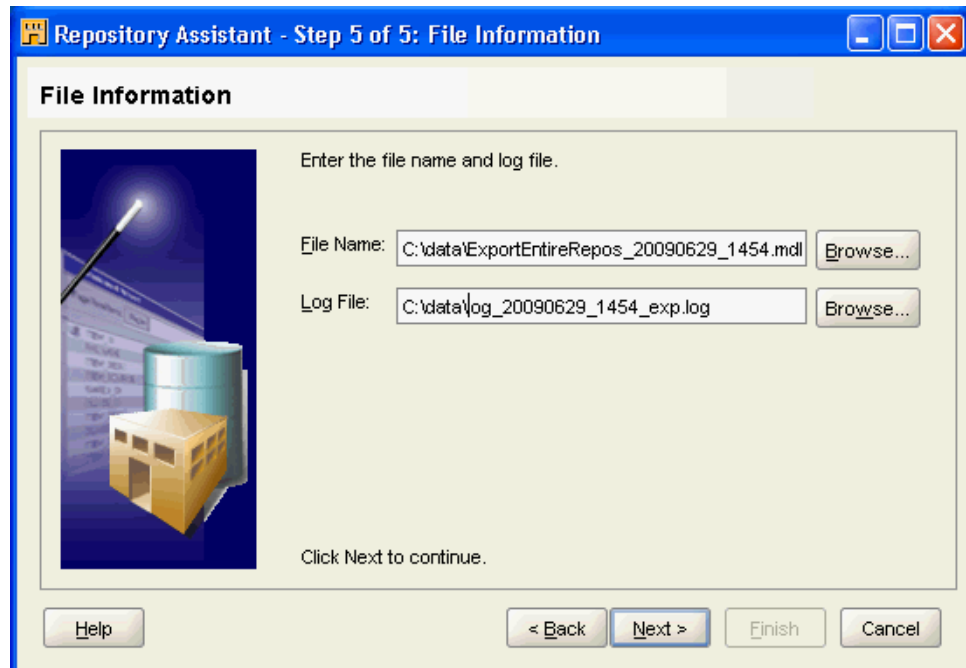 Repository Assistant - Step 5 of 5: File Information
File Information
Enter the file name and log file.
File Name: C:\data\ExportEntireRepos_20090629_1454.mdl Browse...
Log File: C:\data\log_20090629_1454_exp.log Browse...
Click Next to continue.
Help < Back Next > Finish Cancel